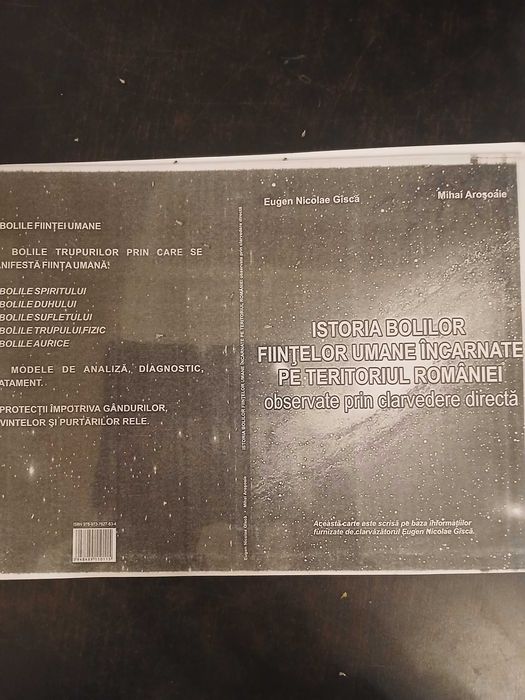 BOLILE FIINȚEI UMANE
BOLILE TRUPURILOR PRIN CARE SE
ANIFESTĂ FIINȚA UMANĂ!
BOLILE SPIRITULUI
BOLILE DUHULUI
BOLILE SUFLETULUI
BOLILE TRUPULUI FIZIC
BOLILE AURICE
MODELE DE ANALIZĂ, DIAGNOSTIC,
ATAMENT.
PROTECȚII ÎMPOTRIVA GÂNDURILOR,
VINTELOR ȘI PURTĂRILOR RELE.
Eugen Nicolae Gîscă - Mihai Aroșoaie ISTORIA BOLILOR FIINȚELOR UMANE ÎNCARNATE PE TERITORIUL ROMÂNIEI observate prin clarvedere directă
Eugen Nicolae Gîscă
Mihai Aroșoaie
ISTORIA BOLILOR
FIINȚELOR UMANE ÎNCARNATE
PE TERITORIUL ROMÂNIEI
observate prin clarvedere directă
Această carte este scrisă pe baza informațiilor
furnizate de clarvăzătorul Eugen Nicolae Gîscă.